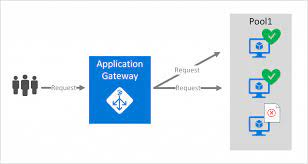 Pool1
Application
Gateway
Request
Request
Request